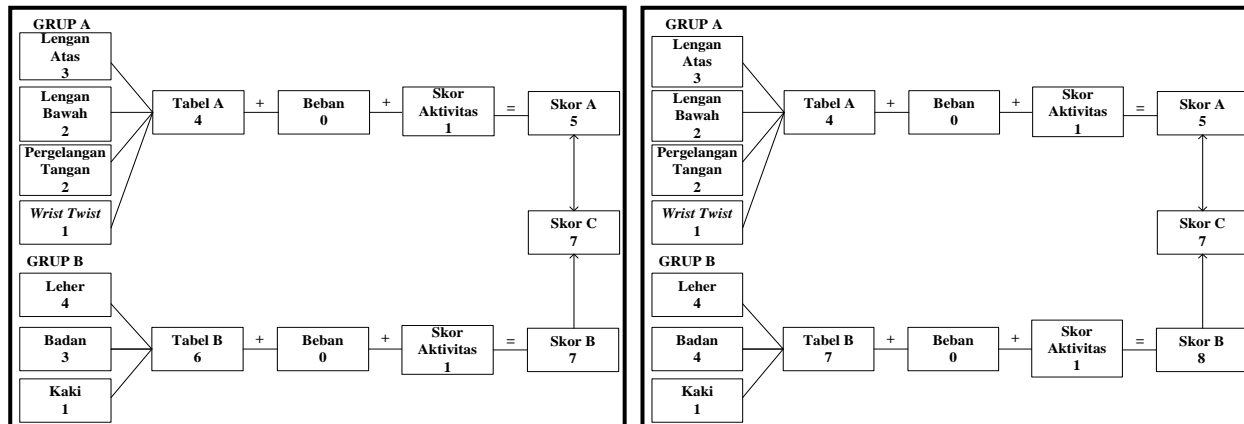 GRUP A
Lengan
Atas
3
Lengan
Bawah
2
Pergelangan
Tangan
2
Wrist Twist
1
Tabel A
4
+
Beban
0
+
Skor
Aktivitas
1
=
Skor A
5
Skor C
7
GRUP B
Leher
4
Badan
3
Kaki
1
Tabel B
6
+
Beban
0
+
Skor
Aktivitas
1
=
Skor B
7
GRUP A
Lengan
Atas
3
Lengan
Bawah
2
Pergelangan
Tangan
2
Wrist Twist
1
Tabel A
4
+
Beban
0
+
Skor
Aktivitas
1
=
Skor A
5
Skor C
7
GRUP B
Leher
4
Badan
4
Kaki
1
Tabel B
7
+
Beban
0
+
Skor
Aktivitas
1
=
Skor B
8